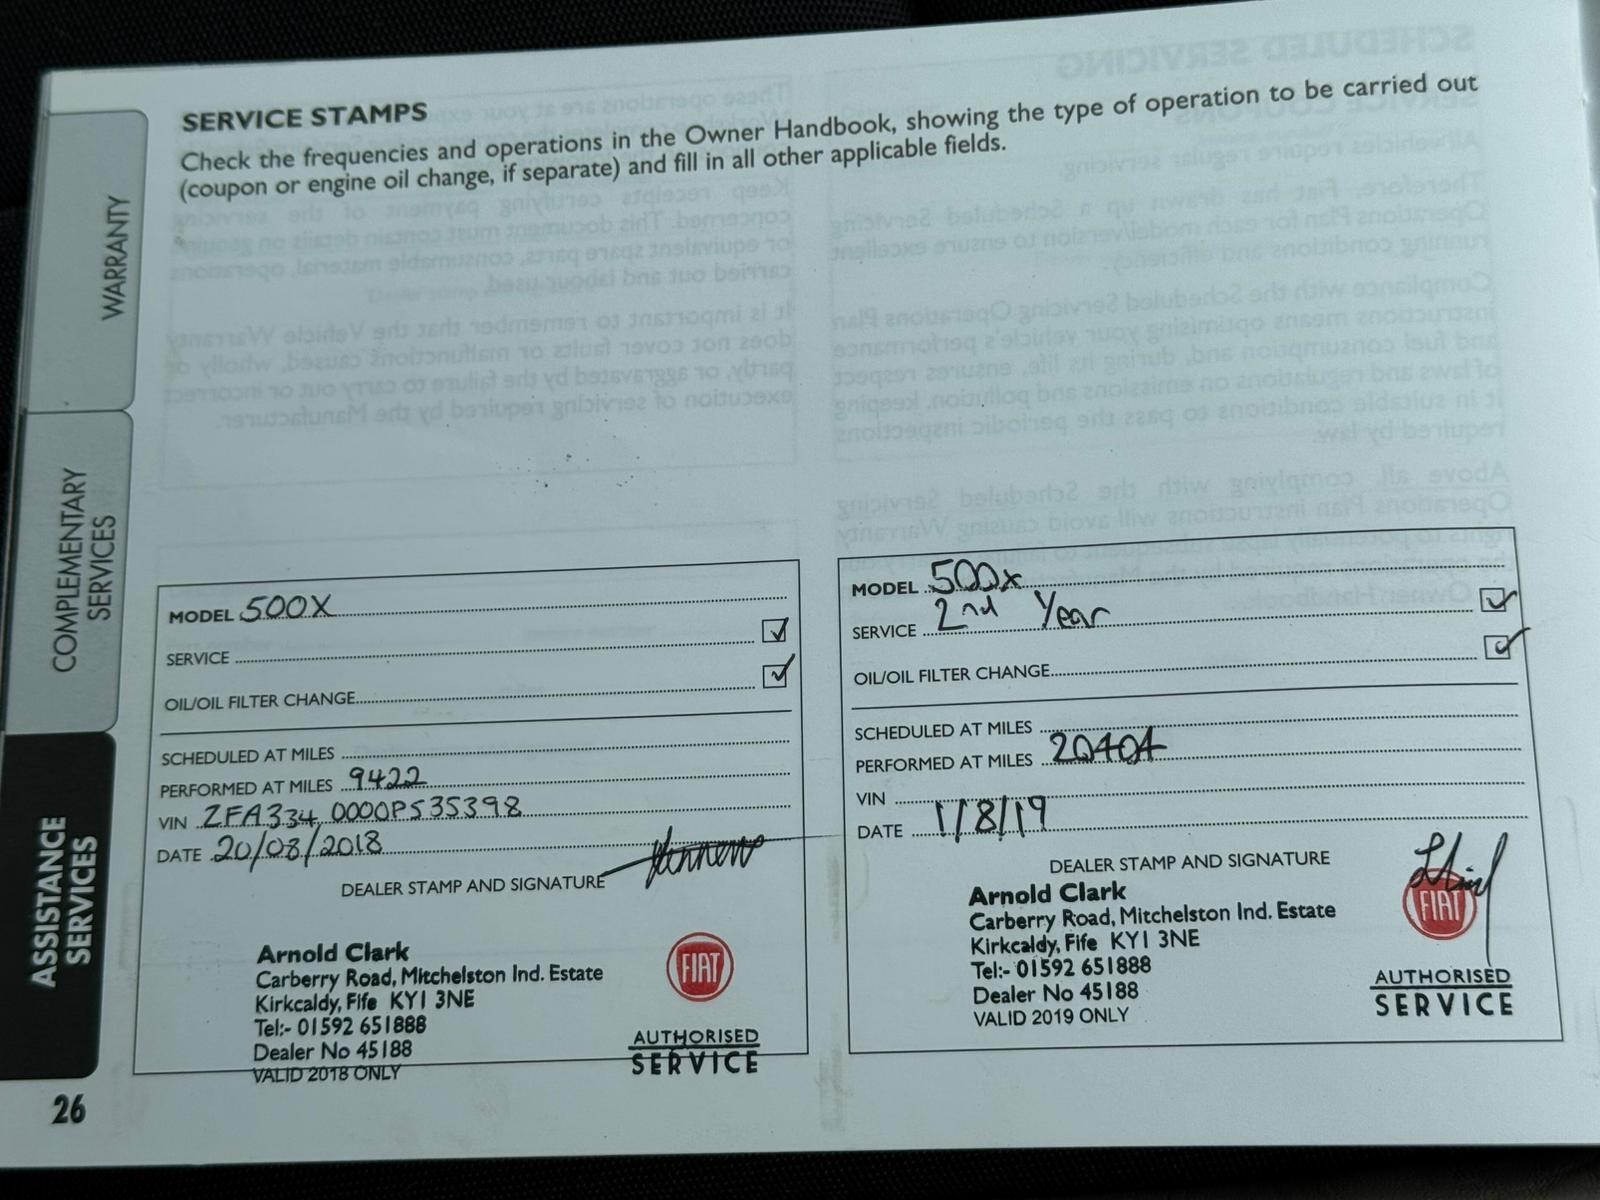 SERVICE STAMPS
Check the frequencies and operations in the Owner Handbook, showing the type of operation to be carried out
(coupon or engine oil change, if separate) and fill in all other applicable fields.
WARRANTY
COMPLEMENTARY
SERVICES
ASSISTANCE
SERVICES
MODEL 500X
SERVICE
OIL/OIL FILTER CHANGE
SCHEDULED AT MILES
PERFORMED AT MILES 9422
VIN ZFA334 0000P535398
DATE 20/08/2018
DEALER STAMP AND SIGNATURE
Arnold Clark
Carberry Road, Mitchelston Ind. Estate
Kirkcaldy, Fife KY1 3NE
Tel:- 01592 651888
Dealer No 45188
VALID 2018 ONLY
FIAT
AUTHORISED
SERVICE
MODEL 500x
SERVICE 2nd Year
OIL/OIL FILTER CHANGE
SCHEDULED AT MILES
PERFORMED AT MILES 20404
VIN
DATE 1/8/19
DEALER STAMP AND SIGNATURE
Arnold Clark
Carberry Road, Mitchelston Ind. Estate
Kirkcaldy, Fife KY1 3NE
Tel:- 01592 651888
Dealer No 45188
VALID 2019 ONLY
FIAT
AUTHORISED
SERVICE
26